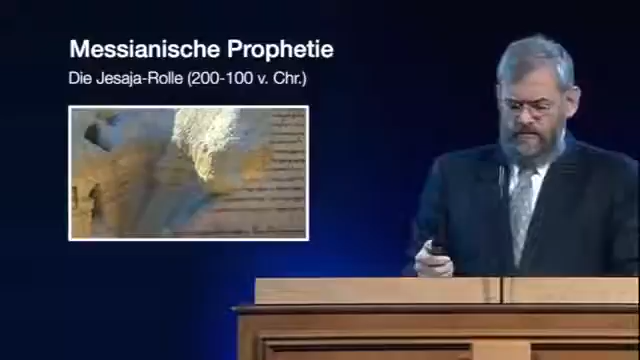 Messianische Prophetie
Die Jesaja-Rolle (200-100 v. Chr.)